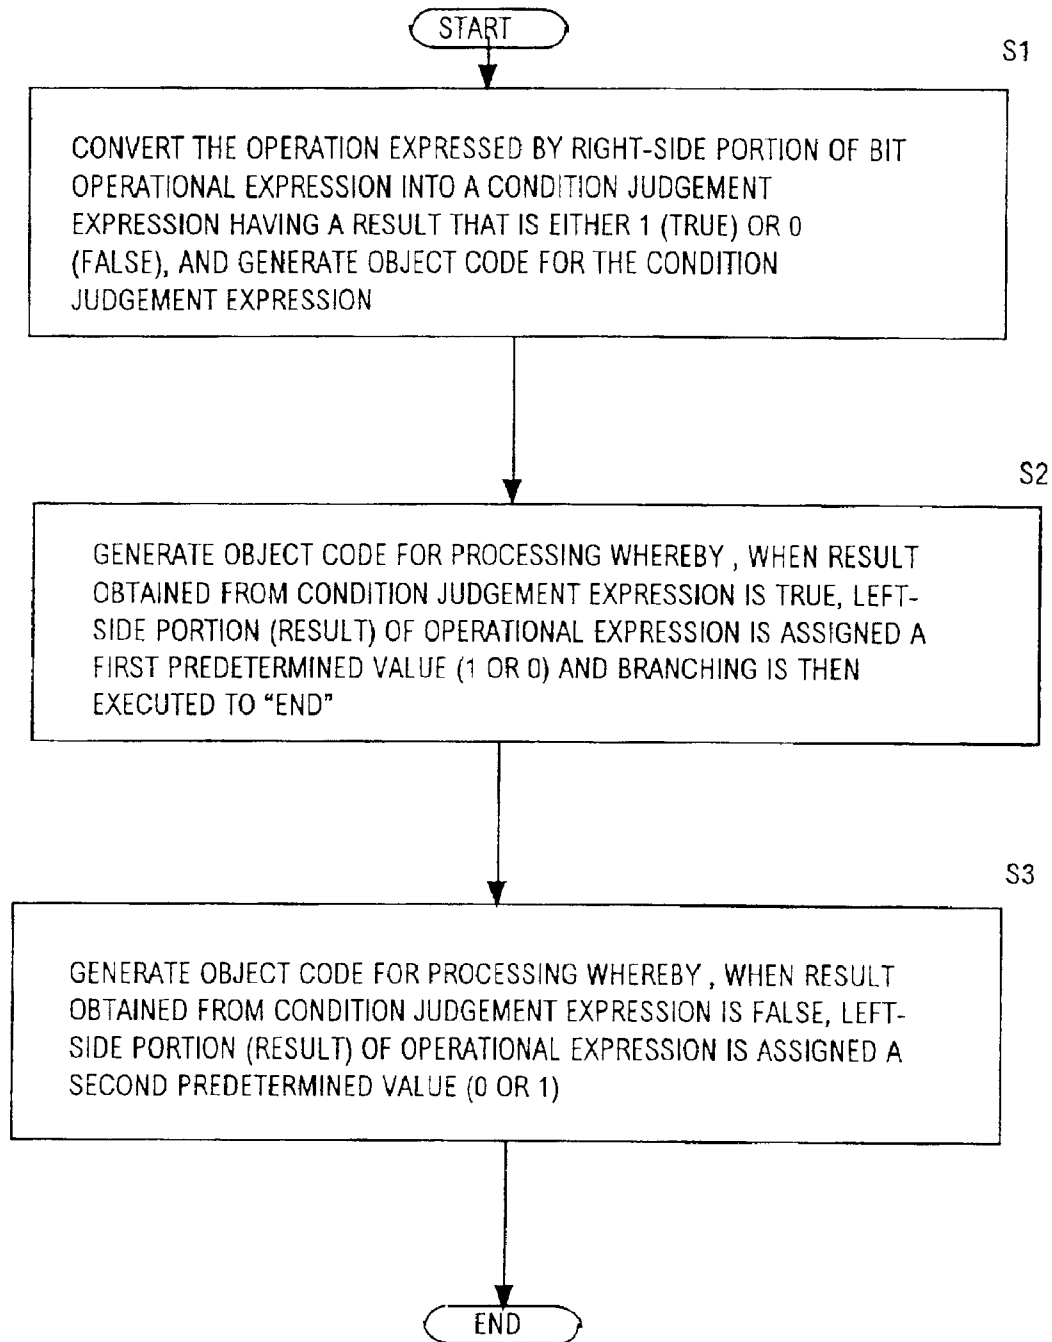 START
S1
CONVERT THE OPERATION EXPRESSED BY RIGHT-SIDE PORTION OF BIT
OPERATIONAL EXPRESSION INTO A CONDITION JUDGEMENT
EXPRESSION HAVING A RESULT THAT IS EITHER 1 (TRUE) OR 0
(FALSE), AND GENERATE OBJECT CODE FOR THE CONDITION
JUDGEMENT EXPRESSION
S2
GENERATE OBJECT CODE FOR PROCESSING WHEREBY , WHEN RESULT
OBTAINED FROM CONDITION JUDGEMENT EXPRESSION IS TRUE, LEFT-
SIDE PORTION (RESULT) OF OPERATIONAL EXPRESSION IS ASSIGNED A
FIRST PREDETERMINED VALUE (1 OR 0) AND BRANCHING IS THEN
EXECUTED TO "END"
S3
GENERATE OBJECT CODE FOR PROCESSING WHEREBY , WHEN RESULT
OBTAINED FROM CONDITION JUDGEMENT EXPRESSION IS FALSE, LEFT-
SIDE PORTION (RESULT) OF OPERATIONAL EXPRESSION IS ASSIGNED A
SECOND PREDETERMINED VALUE (0 OR 1)
END